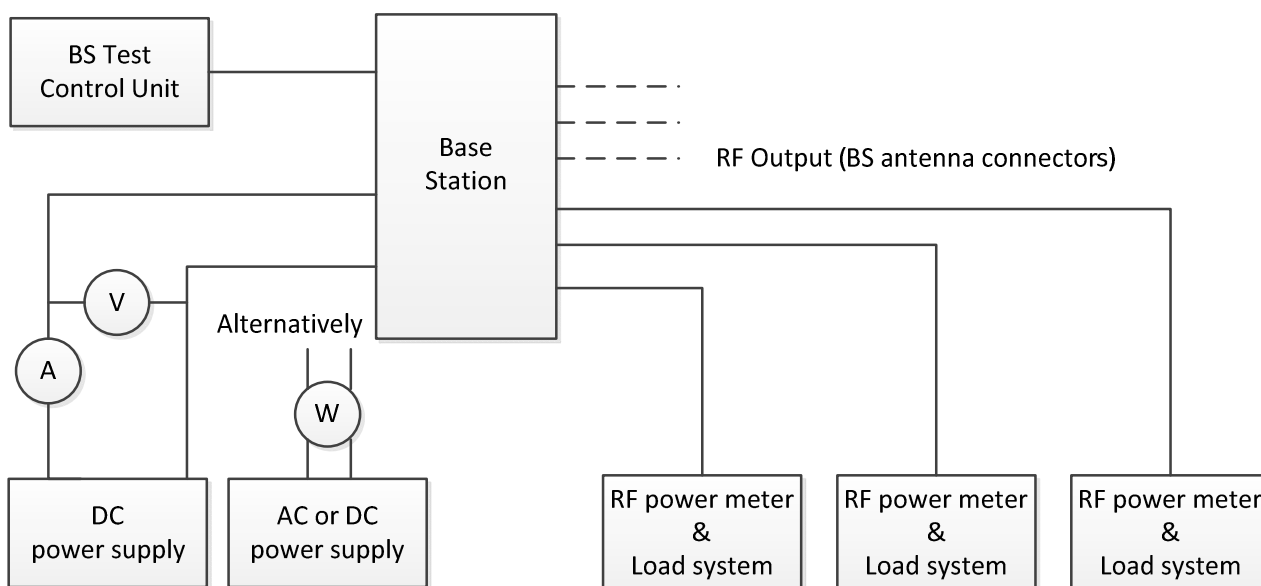 BS Test
Control Unit
Base
Station
RF Output (BS antenna connectors)
V
Alternatively
A
W
DC
power supply
AC or DC
power supply
RF power meter
&
Load system
RF power meter
&
Load system
RF power meter
&
Load system